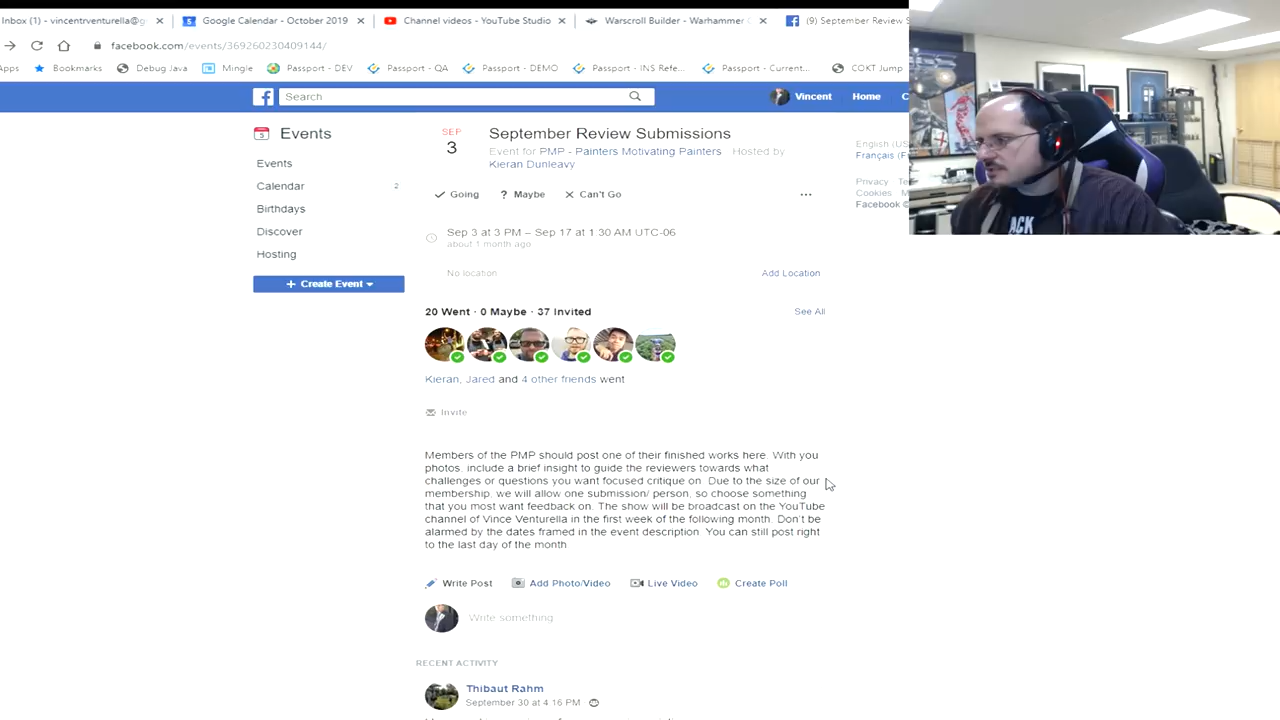 Inbox (1) - vincentrventurella@g
Google Calendar - October 2019
Channel videos - YouTube Studio
Warscroll Builder - Warhammer
(9) September Review S
facebook.com/events/369260230409144/
Apps
Bookmarks
Debug Java
Mingle
Passport - DEV
Passport - QA
Passport - DEMO
Passport - INS Refe...
Passport - Current...
COKT Jump
Search
Vincent
Home
Events
Events
Calendar 2
Birthdays
Discover
Hosting
+ Create Event
SEP
3
September Review Submissions
Event for PMP - Painters Motivating Painters · Hosted by
Kieran Dunleavy
Going
? Maybe
Can't Go
...
Sep 3 at 3 PM – Sep 17 at 1:30 AM UTC-06
about 1 month ago
No location
Add Location
20 Went · 0 Maybe · 37 Invited
See All
Kieran, Jared and 4 other friends went
Invite
Members of the PMP should post one of their finished works here. With you
photos, include a brief insight to guide the reviewers towards what
challenges or questions you want focused critique on. Due to the size of our
membership, we will allow one submission/ person, so choose something
that you most want feedback on. The show will be broadcast on the YouTube
channel of Vince Venturella in the first week of the following month. Don't be
alarmed by the dates framed in the event description. You can still post right
to the last day of the month
Write Post
Add Photo/Video
Live Video
Create Poll
Write something
RECENT ACTIVITY
Thibaut Rahm
September 30 at 4:16 PM
English (US
Français (F
Privacy Te
Cookies M
Facebook ©